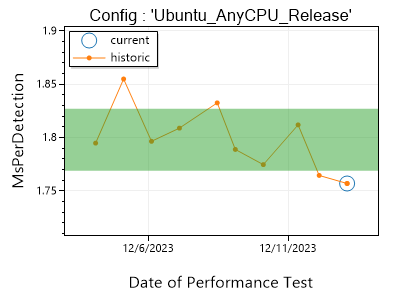 Config : 'Ubuntu_AnyCPU_Release'
current
historic
MsPerDetection
1.9
1.85
1.8
1.75
12/6/2023
12/11/2023
Date of Performance Test